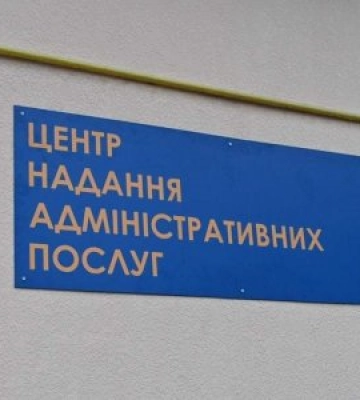 ЦЕНТР
НАДАННЯ
АДМІНІСТРАТИВНИХ
ПОСЛУГ